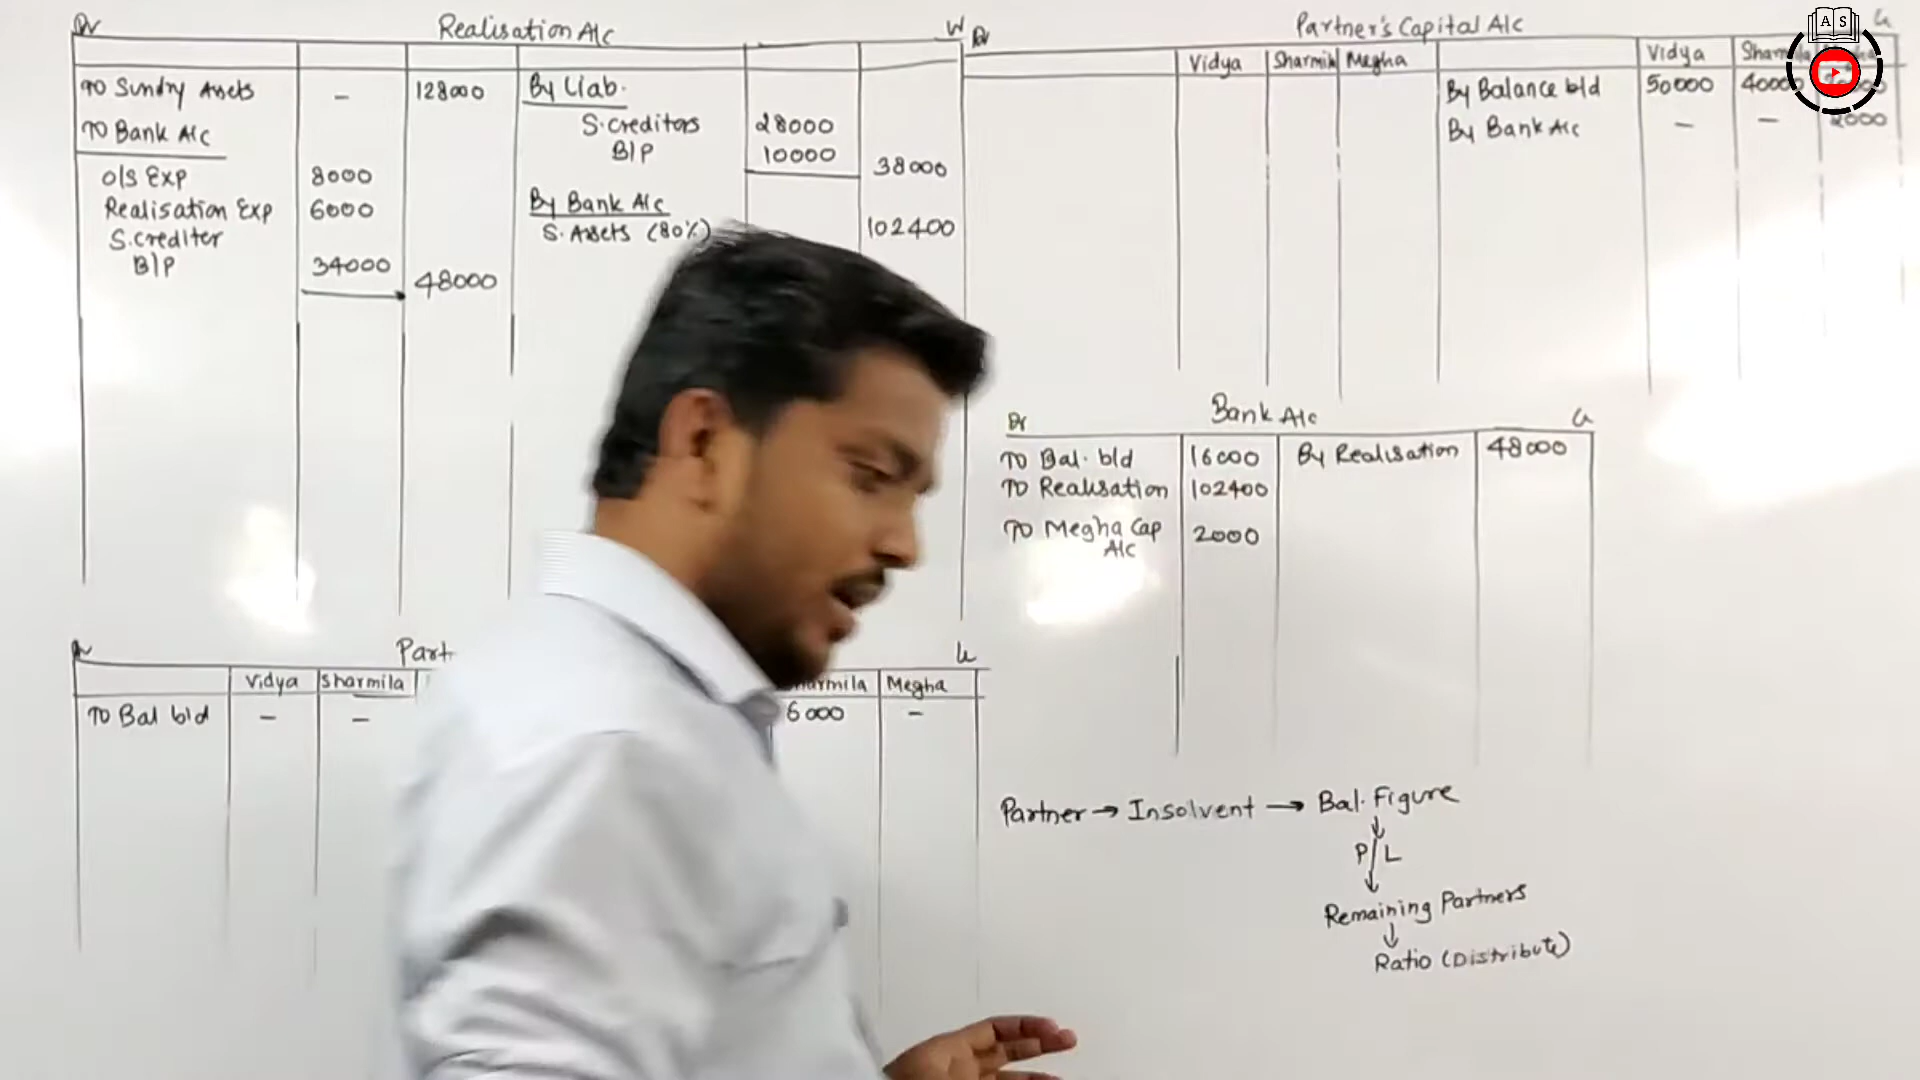 Dr Realisation A/c Cr
To Sundry Assets - 128000 By Liab.
To Bank A/c S.creditors 28000
B/P 10000 38000
O/S Exp 8000
Realisation Exp 6000 By Bank A/c
S.crediter S. Assets (80%) 102400
B/P 34000 48000
Dr Partner's Capital A/c Cr
Vidya Sharmila Megha Vidya
By Balance b/d 50000 40000
By Bank A/c - - 2000
Dr Bank A/c Cr
To Bal. b/d 16000 By Realisation 48000
To Realisation 102400
To Megha Cap 2000
A/c
Dr Part Cr
Vidya Sharmila Megha
To Bal b/d - - 6000 -
Partner → Insolvent → Bal. Figure
↓
P/L
↓
Remaining Partners
↓
Ratio (Distribute)
AS